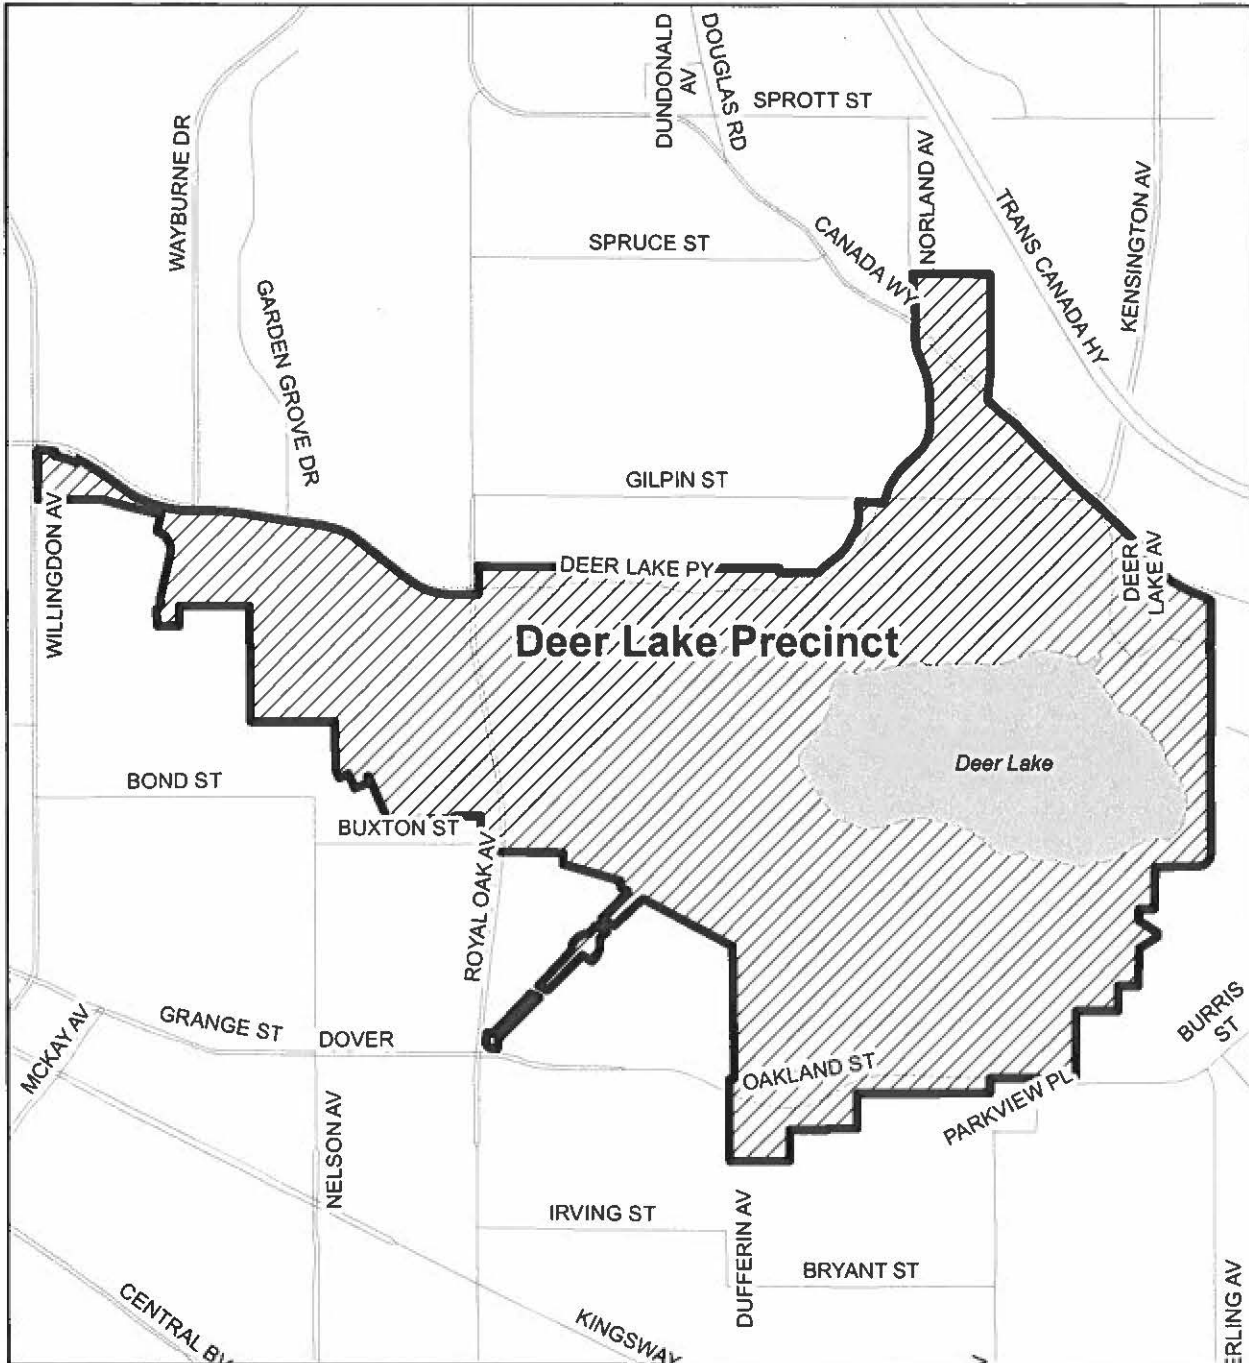 DUNDONALD
AV
DOUGLAS RD
SPROTT ST
WAYBURNE DR
NORLAND AV
TRANS CANADA HY
KENSINGTON AV
SPRUCE ST
CANADA WY
GARDEN GROVE DR
GILPIN ST
WILLINGDON AV
DEER LAKE PY
DEER
LAKE AV
Deer Lake Precinct
Deer Lake
BOND ST
BUXTON ST
ROYAL OAK AV
MCKAY AV
GRANGE ST
DOVER
BURRIS
ST
OAKLAND ST
PARKVIEW PL
NELSON AV
IRVING ST
DUFFERIN AV
BRYANT ST
CENTRAL
KINGSWAY
ERLING AV